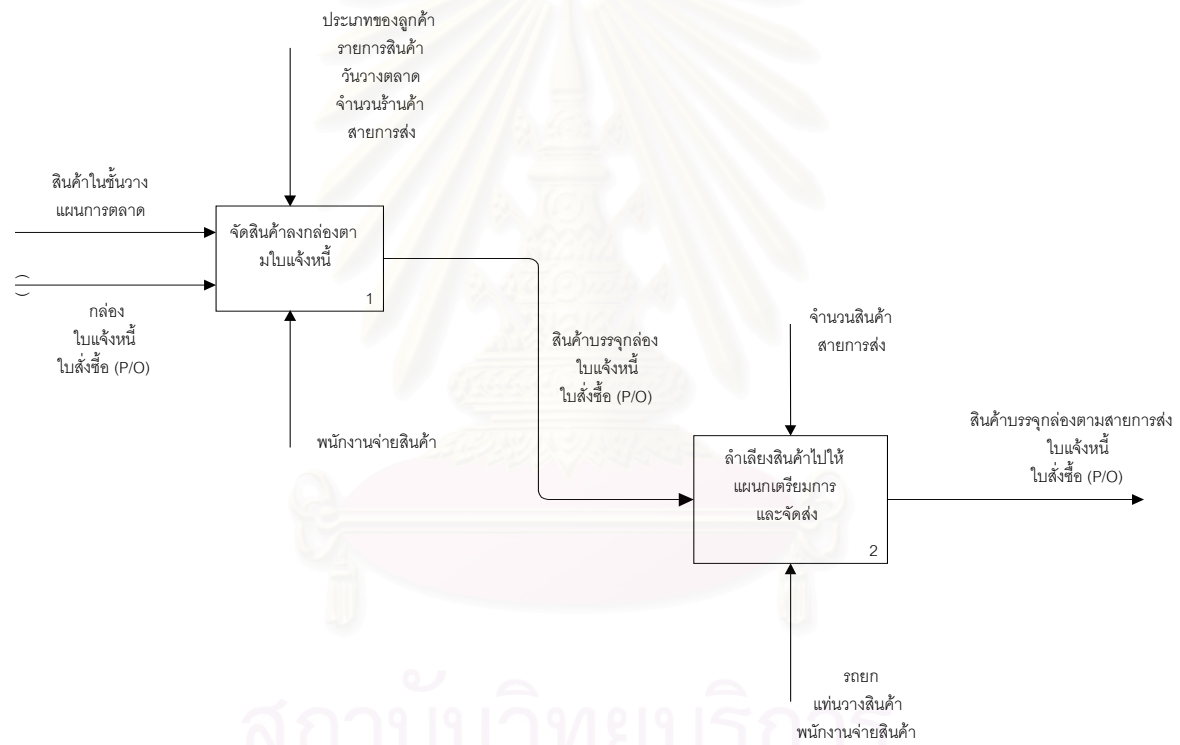 ประเภทของลูกค้า
รายการสินค้า
วันวางตลาด
จำนวนร้านค้า
สายการส่ง
สินค้าในชั้นวาง
แผนการตลาด
จัดสินค้าลงกล่องตา
มใบแจ้งหนี้
1
กล่อง
ใบแจ้งหนี้
ใบสั่งซื้อ (P/O)
พนักงานจ่ายสินค้า
สินค้าบรรจุกล่อง
ใบแจ้งหนี้
ใบสั่งซื้อ (P/O)
จำนวนสินค้า
สายการส่ง
ลำเลียงสินค้าไปให้
แผนกเตรียมการ
และจัดส่ง
2
สินค้าบรรจุกล่องตามสายการส่ง
ใบแจ้งหนี้
ใบสั่งซื้อ (P/O)
รถยก
แท่นวางสินค้า
พนักงานจ่ายสินค้า
สถาบันวิทยบริการ